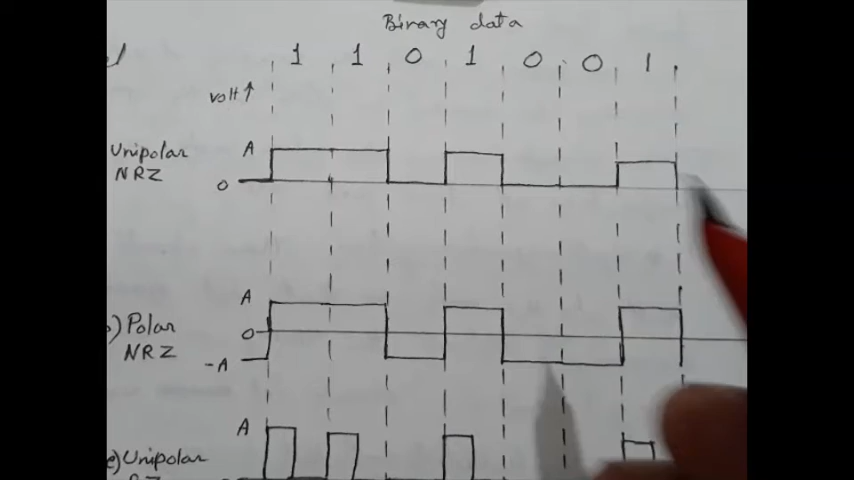 Binary data
1 1 0 1 0 0 1
volt ↑
Unipolar
NRZ
A
0
b) Polar
NRZ
A
0
-A
c) Unipolar
A